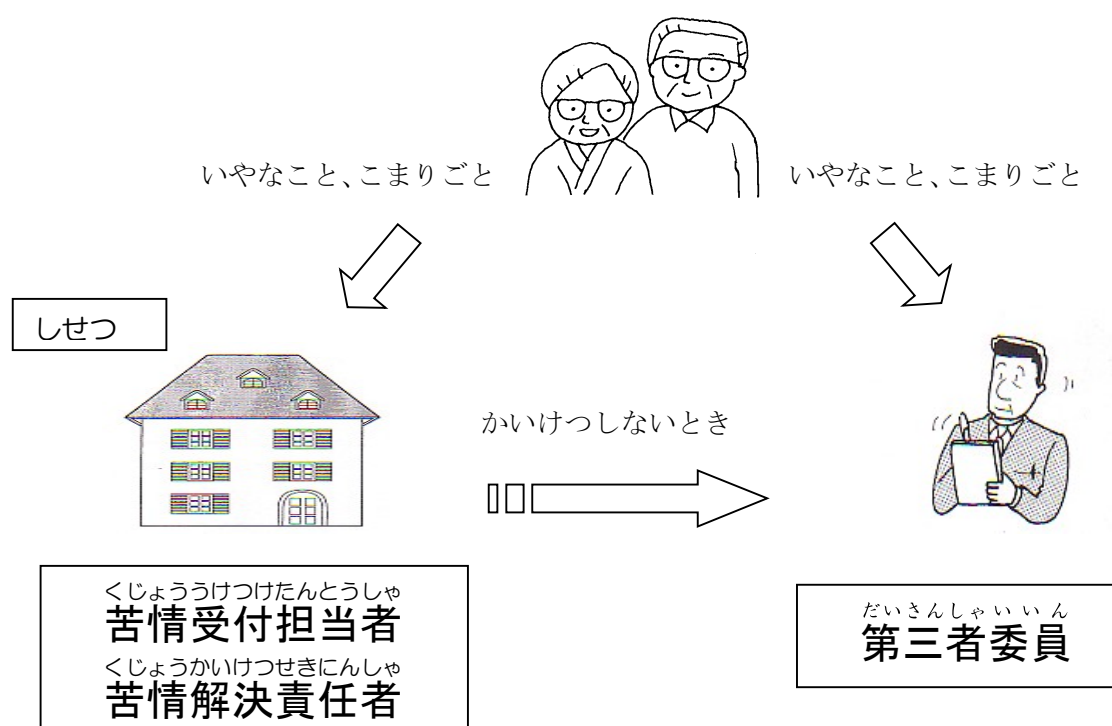 いやなこと、こまりごと
いやなこと、こまりごと
しせつ
かいけつしないとき
くじょううけつけたんとうしゃ
苦情受付担当者
くじょうかいけつせきにんしゃ
苦情解決責任者
だいさんしゃいいん
第三者委員